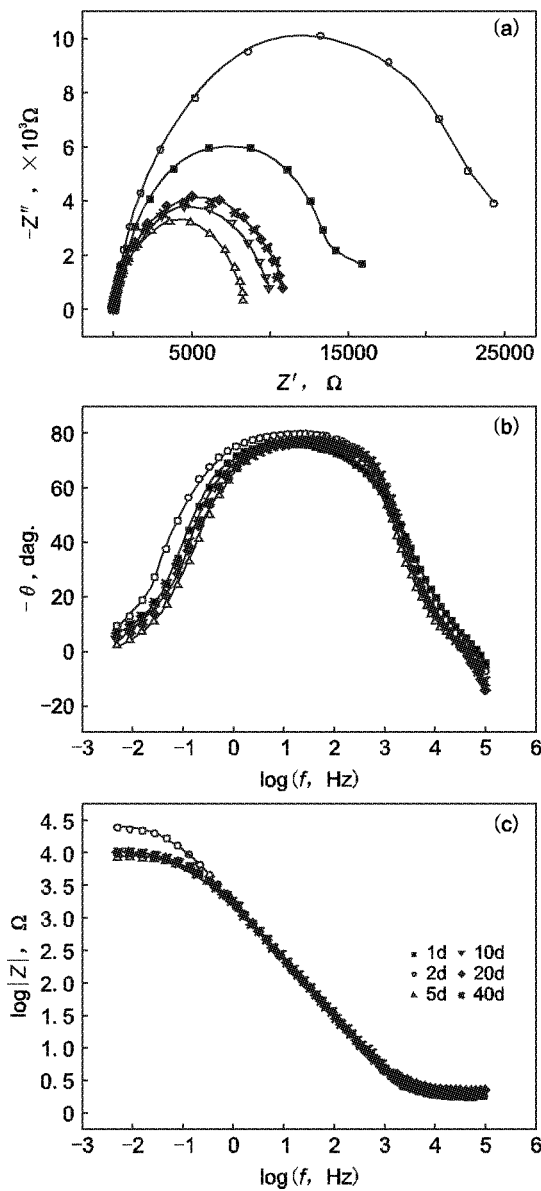 (a)
10
8
6
4
2
0
-Z″, ×10³Ω
5000 15000 25000
Z′, Ω
(b)
80
60
40
20
0
−20
−θ, dag.
−3 −2 −1 0 1 2 3 4 5 6
log(f, Hz)
(c)
4.5
4.0
3.5
3.0
2.5
2.0
1.5
1.0
0.5
0
log|Z|, Ω
1d 10d
2d 20d
5d 40d
−3 −2 −1 0 1 2 3 4 5 6
log(f, Hz)